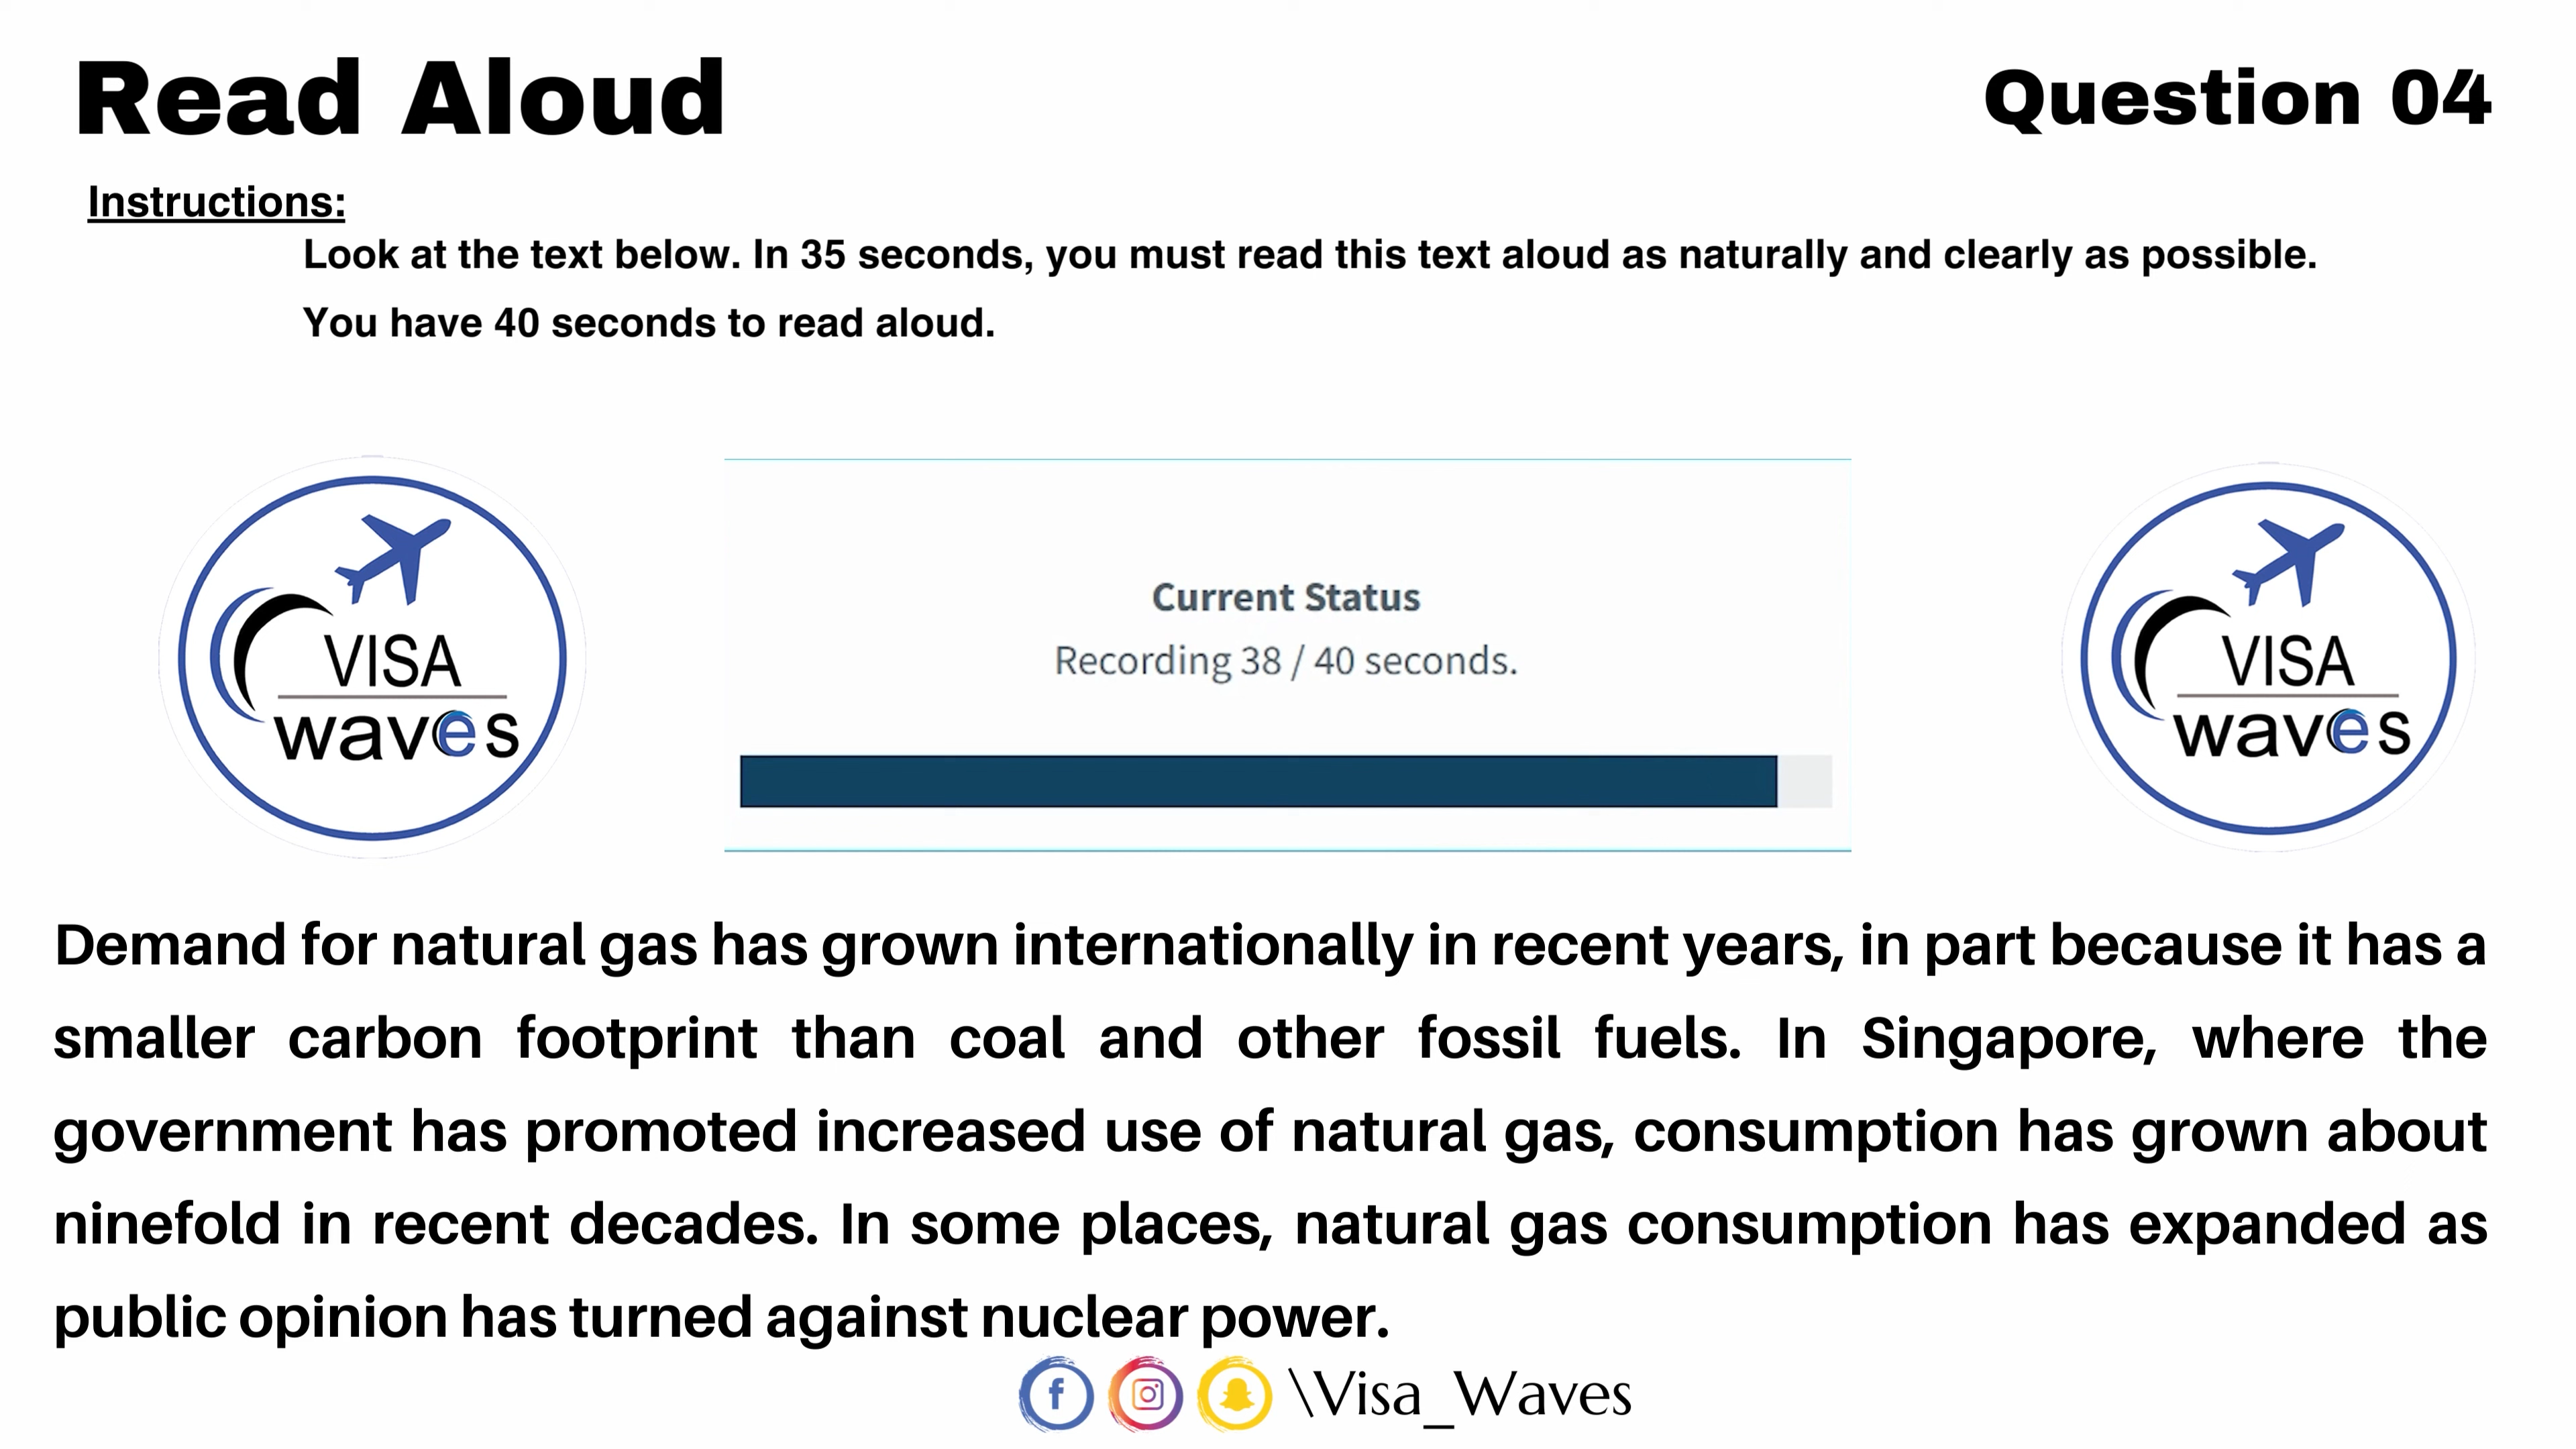 Read Aloud
Question 04
Instructions:
Look at the text below. In 35 seconds, you must read this text aloud as naturally and clearly as possible.
You have 40 seconds to read aloud.
VISA
waves
Current Status
Recording 38 / 40 seconds.
VISA
waves
Demand for natural gas has grown internationally in recent years, in part because it has a
smaller carbon footprint than coal and other fossil fuels. In Singapore, where the
government has promoted increased use of natural gas, consumption has grown about
ninefold in recent decades. In some places, natural gas consumption has expanded as
public opinion has turned against nuclear power.
\Visa_Waves